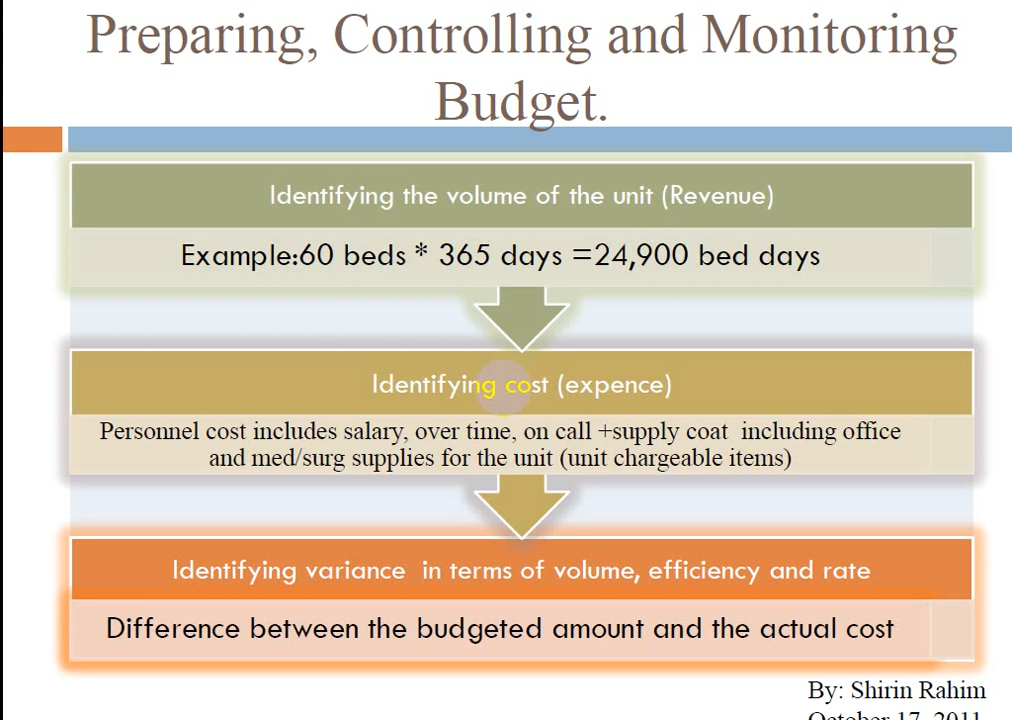 Preparing, Controlling and Monitoring
Budget.
Identifying the volume of the unit (Revenue)
Example:60 beds * 365 days =24,900 bed days
Identifying cost (expence)
Personnel cost includes salary, over time, on call +supply coat including office
and med/surg supplies for the unit (unit chargeable items)
Identifying variance in terms of volume, efficiency and rate
Difference between the budgeted amount and the actual cost
By: Shirin Rahim
October 17, 2011